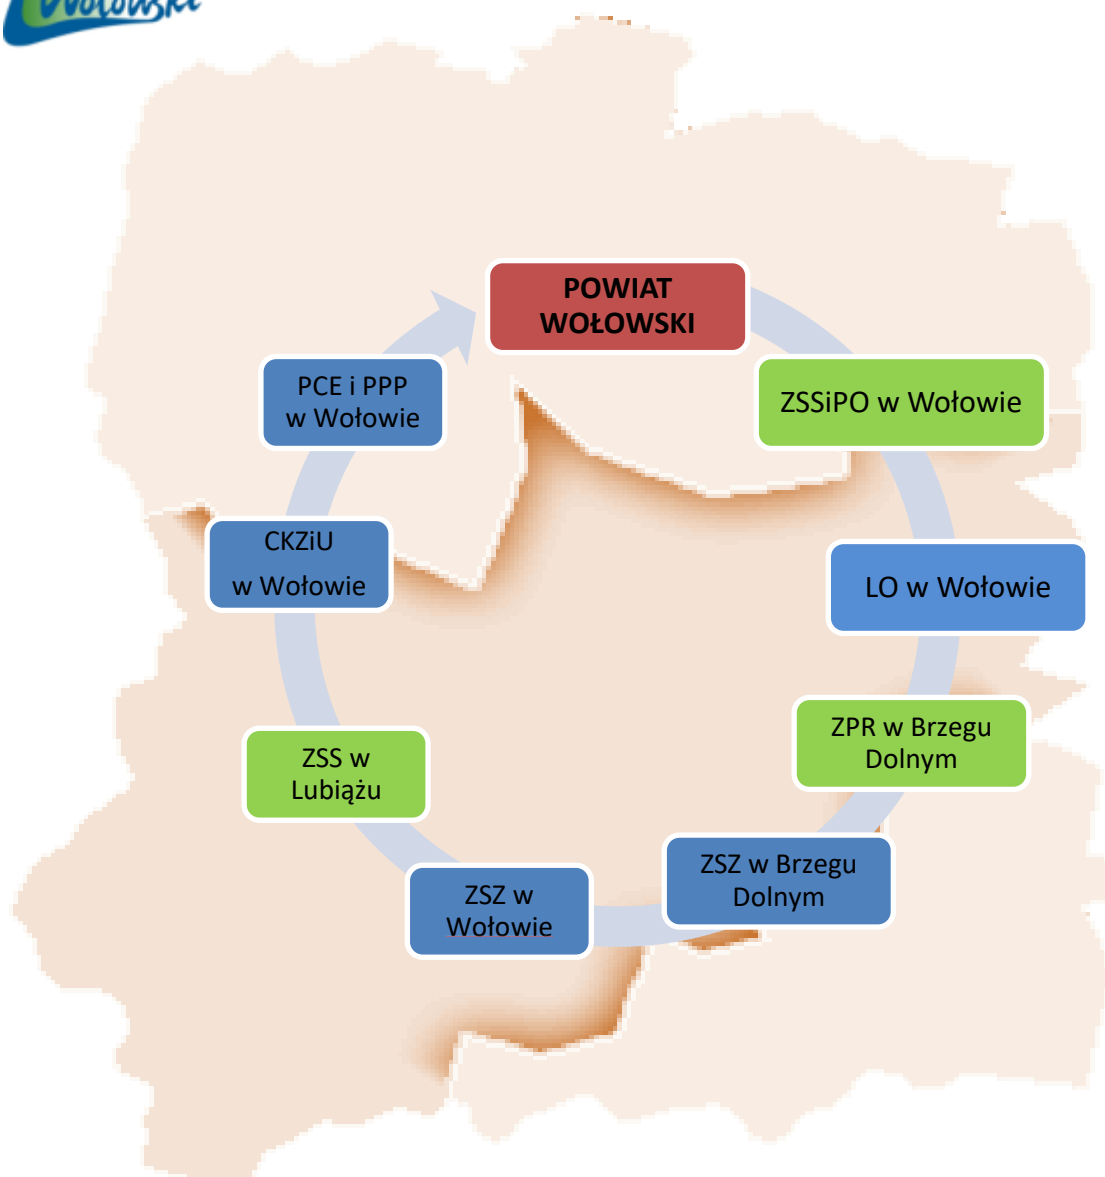 Wołowski
POWIAT
WOŁOWSKI
ZSSiPO w Wołowie
LO w Wołowie
ZPR w Brzegu
Dolnym
ZSZ w Brzegu
Dolnym
ZSZ w
Wołowie
ZSS w
Lubiążu
CKZiU
w Wołowie
PCE i PPP
w Wołowie